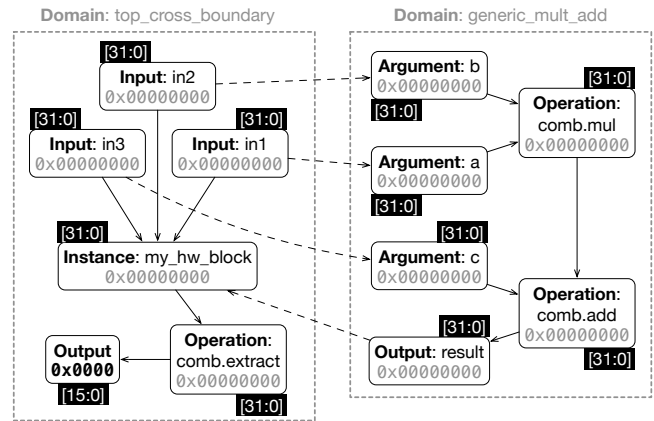 Domain: top_cross_boundary
[31:0]
Input: in2
0x00000000
[31:0]
Input: in3
0x00000000
[31:0]
Input: in1
0x00000000
[31:0]
Instance: my_hw_block
0x00000000
Operation:
comb.extract
0x00000000
[31:0]
Output
0x0000
[15:0]
Domain: generic_mult_add
Argument: b
0x00000000
[31:0]
[31:0]
Operation:
comb.mul
0x00000000
Argument: a
0x00000000
[31:0]
[31:0]
Argument: c
0x00000000
Operation:
comb.add
0x00000000
[31:0]
[31:0]
Output: result
0x00000000